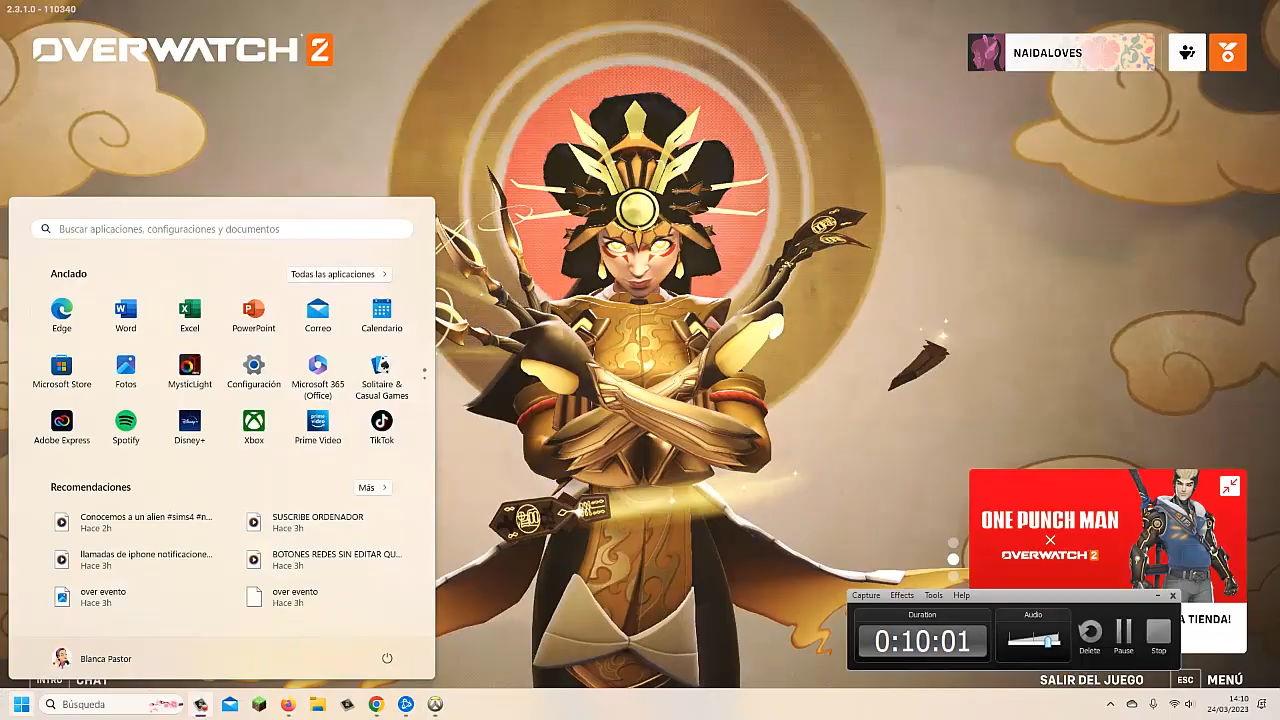 2.3.1.0 - 110340
OVERWATCH 2
NAIDALOVES
Buscar aplicaciones, configuraciones y documentos
Anclado
Todas las aplicaciones
Edge
Word
Excel
PowerPoint
Correo
Calendario
Microsoft Store
Fotos
MysticLight
Configuración
Microsoft 365
(Office)
Solitaire &
Casual Games
Adobe Express
Spotify
Disney+
Xbox
Prime Video
TikTok
Recomendaciones
Más
Conocemos a un alien #sims4 #n...
Hace 2h
SUSCRIBE ORDENADOR
Hace 3h
llamadas de iphone notificacione...
Hace 3h
BOTONES REDES SIN EDITAR QU...
Hace 3h
over evento
Hace 3h
over evento
Hace 3h
Blanca Pastor
ONE PUNCH MAN
X
OVERWATCH 2
A TIENDA!
Capture Effects Tools Help
Duration
0:10:01
Audio
Delete
Pause
Stop
INTRO CHAT
SALIR DEL JUEGO
ESC MENÚ
Búsqueda
14:10
24/03/2023